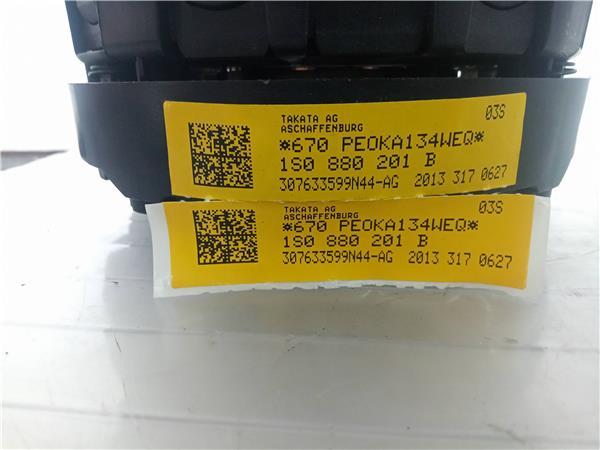 TAKATA AG 03S
ASCHAFFENBURG
*670 PEOKA134WEQ*
1S0 880 201 B
307633599N44-AG 2013 317 0627
TAKATA AG 03S
ASCHAFFENBURG
*670 PEOKA134WEQ*
1S0 880 201 B
307633599N44-AG 2013 317 0627